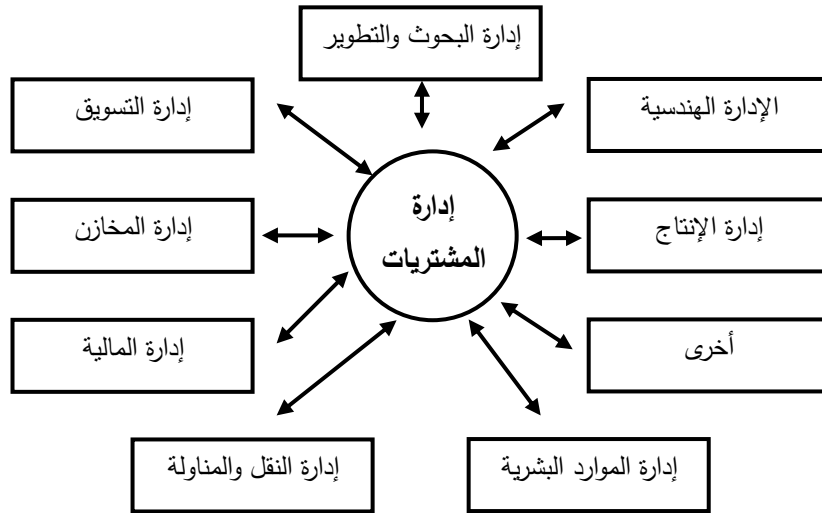 إدارة البحوث والتطوير
الإدارة الهندسية
إدارة التسويق
إدارة الإنتاج
إدارة المخازن
إدارة
المشتريات
أخرى
إدارة المالية
إدارة الموارد البشرية
إدارة النقل والمناولة